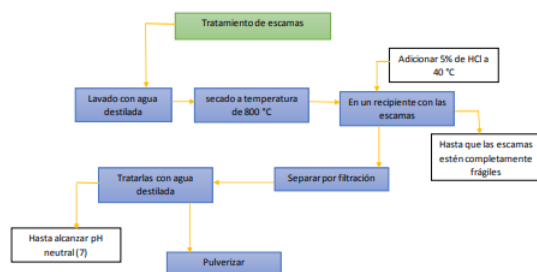 Tratamiento de escamas
Adicionar 5% de HCl a
40 °C
Lavado con agua
destilada
secado a temperatura
de 800 °C
En un recipiente con las
escamas
Hasta que las escamas
estén completamente
frágiles
Separar por filtración
Tratarlas con agua
destilada
Hasta alcanzar pH
neutral (7)
Pulverizar